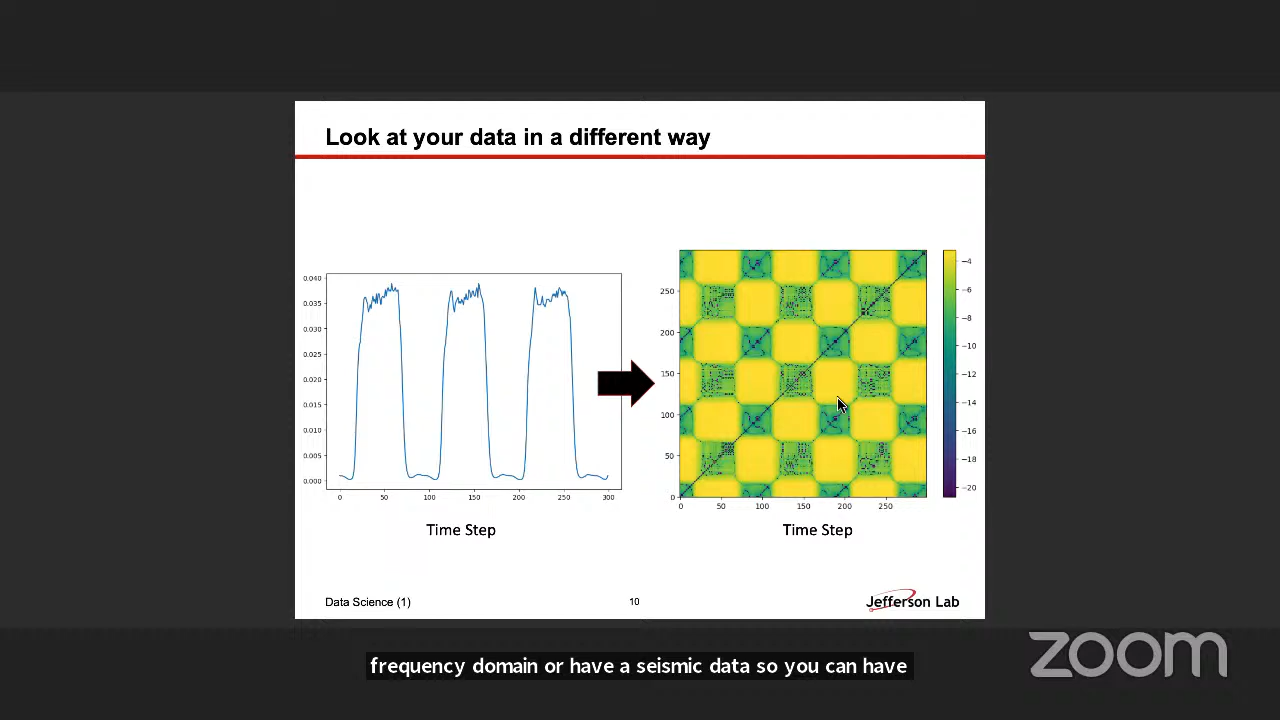 Look at your data in a different way
0.040
0.035
0.030
0.025
0.020
0.015
0.010
0.005
0.000
0 50 100 150 200 250 300
Time Step
250
200
150
100
50
0
0 50 100 150 200 250
−4
−6
−8
−10
−12
−14
−16
−18
−20
Time Step
Data Science (1)
10
Jefferson Lab
frequency domain or have a seismic data so you can have
zoom